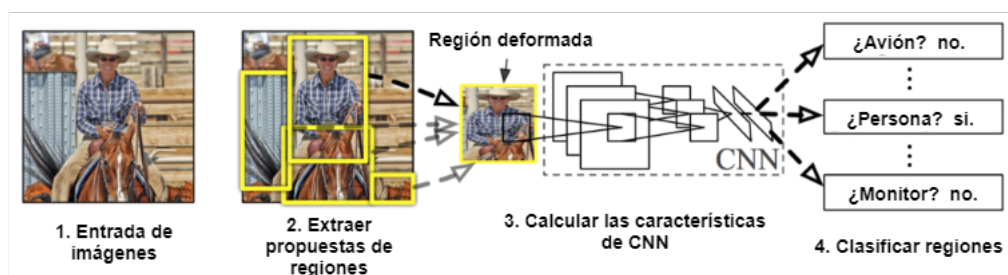 Región deformada
¿Avión? no.
¿Persona? si.
CNN
¿Monitor? no.
1. Entrada de
imágenes
2. Extraer
propuestas de
regiones
3. Calcular las características
de CNN
4. Clasificar regiones